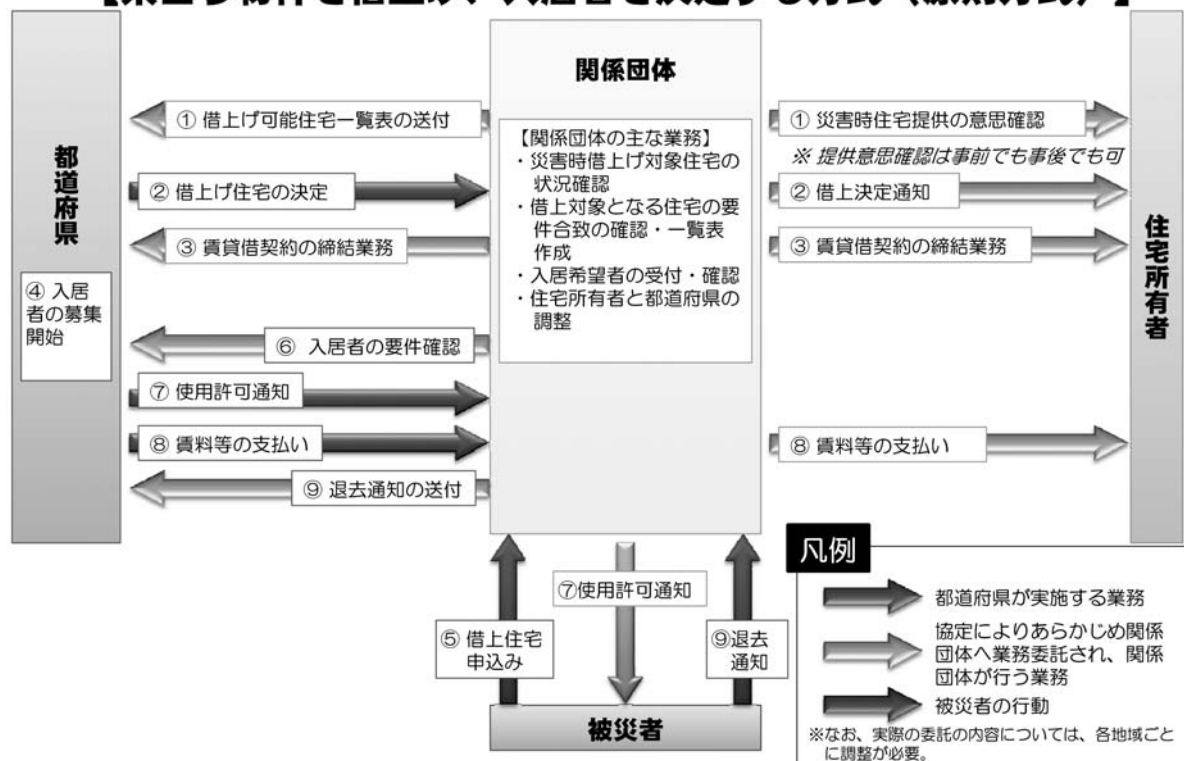 都道府県
④ 入居
者の募集
開始
① 借上げ可能住宅一覧表の送付
② 借上げ住宅の決定
③ 賃貸借契約の締結業務
⑥ 入居者の要件確認
⑦ 使用許可通知
⑧ 賃料等の支払い
⑨ 退去通知の送付
関係団体
【関係団体の主な業務】
・災害時借上げ対象住宅の
状況確認
・借上対象となる住宅の要
件合致の確認・一覧表
作成
・入居希望者の受付・確認
・住宅所有者と都道府県の
調整
① 災害時住宅提供の意思確認
※ 提供意思確認は事前でも事後でも可
② 借上決定通知
③ 賃貸借契約の締結業務
⑧ 賃料等の支払い
住宅所有者
⑤ 借上住宅
申込み
⑦使用許可通知
⑨退去
通知
被災者
凡例
都道府県が実施する業務
協定によりあらかじめ関係
団体へ業務委託され、関係
団体が行う業務
被災者の行動
※なお、実際の委託の内容については、各地域ごと
に調整が必要。